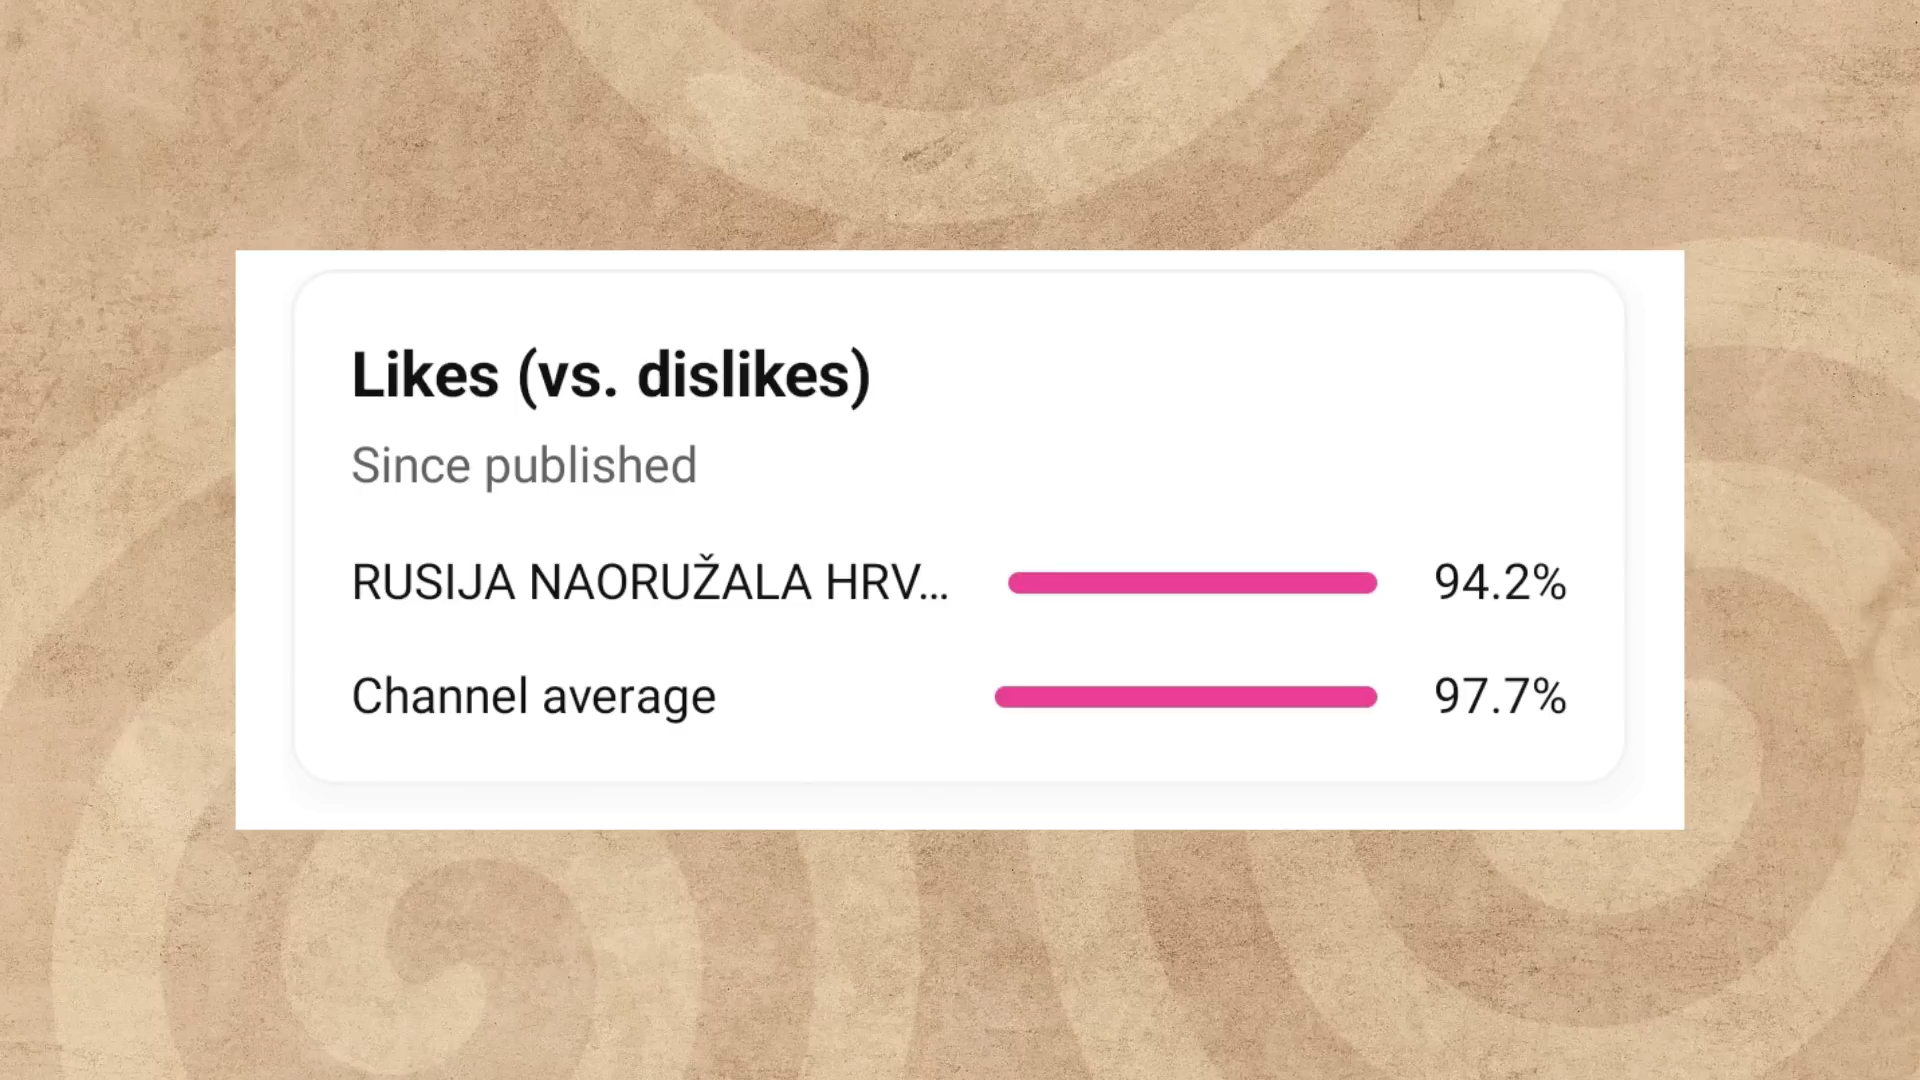 Likes (vs. dislikes)
Since published
RUSIJA NAORUŽALA HRV... 94.2%
Channel average 97.7%